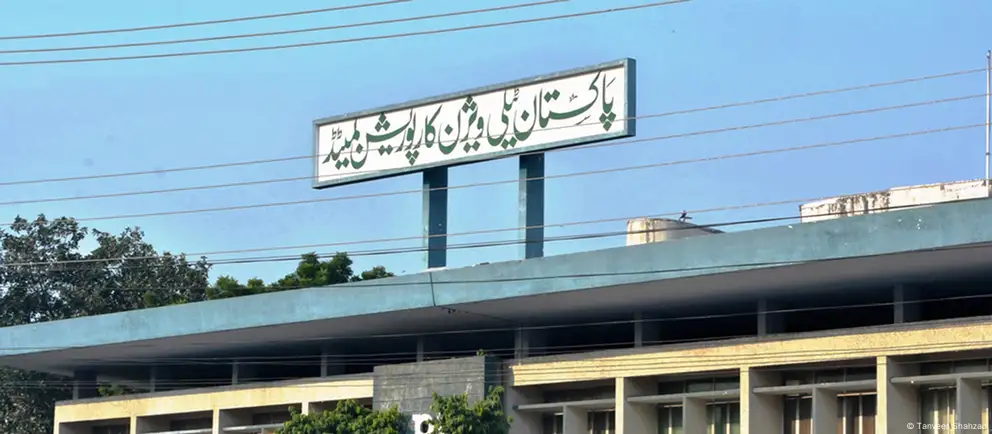 پاکستان ٹیلی ویژن کارپوریشن لمیٹڈ
© Tanveer Shahzad